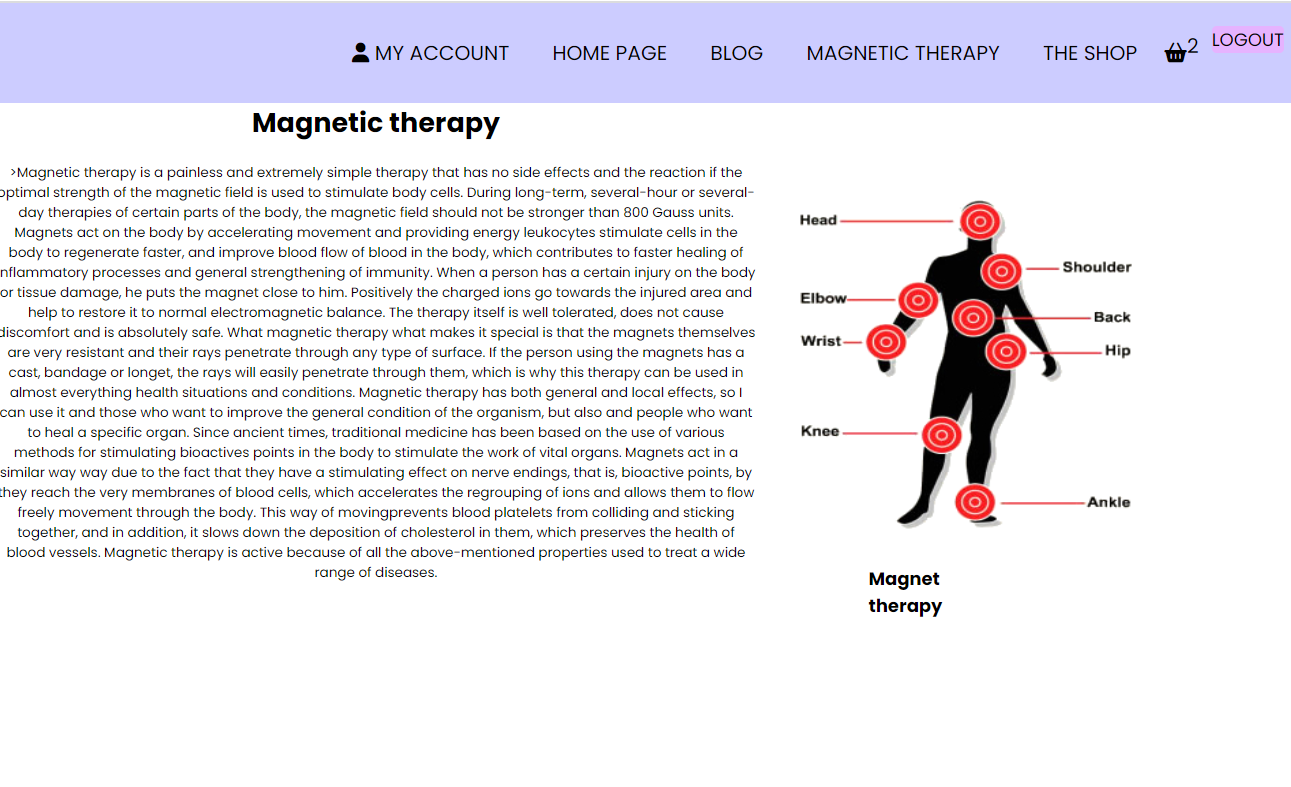 MY ACCOUNT HOME PAGE BLOG MAGNETIC THERAPY THE SHOP 2 LOGOUT
Magnetic therapy
>Magnetic therapy is a painless and extremely simple therapy that has no side effects and the reaction if the
optimal strength of the magnetic field is used to stimulate body cells. During long-term, several-hour or several-
day therapies of certain parts of the body, the magnetic field should not be stronger than 800 Gauss units.
Magnets act on the body by accelerating movement and providing energy leukocytes stimulate cells in the
body to regenerate faster, and improve blood flow of blood in the body, which contributes to faster healing of
nflammatory processes and general strengthening of immunity. When a person has a certain injury on the body
or tissue damage, he puts the magnet close to him. Positively the charged ions go towards the injured area and
help to restore it to normal electromagnetic balance. The therapy itself is well tolerated, does not cause
discomfort and is absolutely safe. What magnetic therapy what makes it special is that the magnets themselves
are very resistant and their rays penetrate through any type of surface. If the person using the magnets has a
cast, bandage or longet, the rays will easily penetrate through them, which is why this therapy can be used in
almost everything health situations and conditions. Magnetic therapy has both general and local effects, so I
can use it and those who want to improve the general condition of the organism, but also and people who want
to heal a specific organ. Since ancient times, traditional medicine has been based on the use of various
methods for stimulating bioactives points in the body to stimulate the work of vital organs. Magnets act in a
similar way way due to the fact that they have a stimulating effect on nerve endings, that is, bioactive points, by
they reach the very membranes of blood cells, which accelerates the regrouping of ions and allows them to flow
freely movement through the body. This way of movingprevents blood platelets from colliding and sticking
together, and in addition, it slows down the deposition of cholesterol in them, which preserves the health of
blood vessels. Magnetic therapy is active because of all the above-mentioned properties used to treat a wide
range of diseases.
Head
Shoulder
Elbow
Back
Wrist
Hip
Knee
Ankle
Magnet
therapy